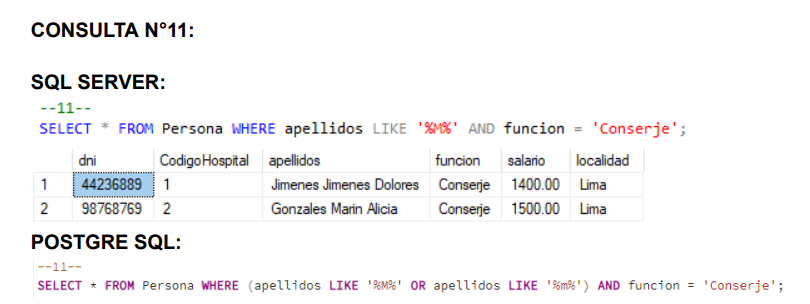 CONSULTA N°11:
SQL SERVER:
--11--
SELECT * FROM Persona WHERE apellidos LIKE '%M%' AND funcion = 'Conserje';
dni CodigoHospital apellidos funcion salario localidad
1 44236889 1 Jimenes Jimenes Dolores Conserje 1400.00 Lima
2 98768769 2 Gonzales Marin Alicia Conserje 1500.00 Lima
POSTGRE SQL:
--11--
SELECT * FROM Persona WHERE (apellidos LIKE '%M%' OR apellidos LIKE '%m%') AND funcion = 'Conserje';